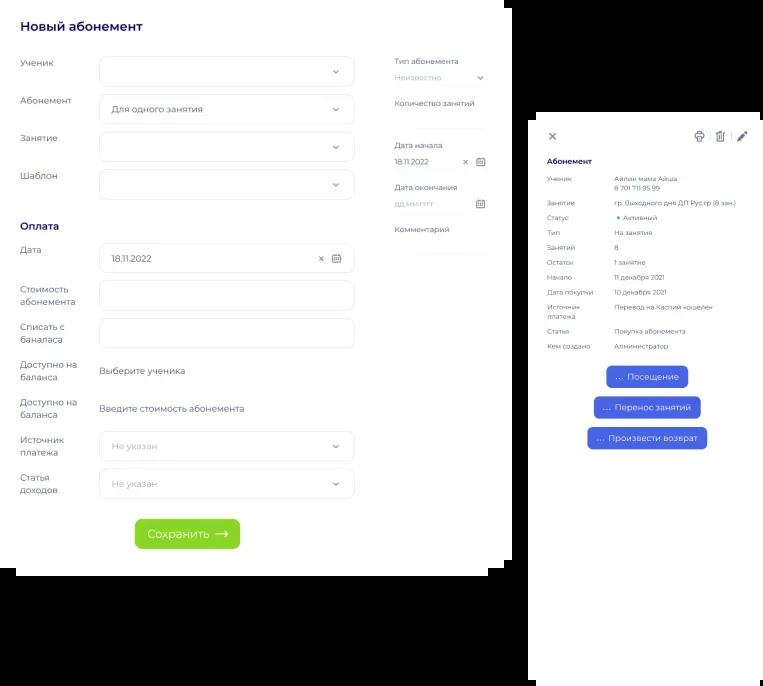 Новый абонемент
Ученик
Абонемент
Для одного занятия
Занятие
Шаблон
Оплата
Дата
18.11.2022
Стоимость
абонемента
Списать с
баналаса
Доступно на
баланса
Выберите ученика
Доступно на
баланса
Введите стоимость абонемента
Источник
платежа
Не указан
Статья
доходов
Не указан
Сохранить →
Тип абонемента
Неизвестно
Количество занятий
Дата начала
18.11.2022
Дата окончания
дд.мм.гггг
Комментарий
Абонемент
Ученик
Айлин мама Айша
8 701 711 95 99
Занятие
гр. Выходного дня ДП Рус.гр (8 зан.)
Статус
Активный
Тип
На занятия
Занятий
8
Остаток
1 занятие
Начало
11 декабря 2021
Дата покупки
10 декабря 2021
Источник
платежа
Перевод на Каспий кошелек
Статья
Покупка абонемента
Кем создано
Алминистратор
... Посещение
... Перенос занятий
... Произвести возврат